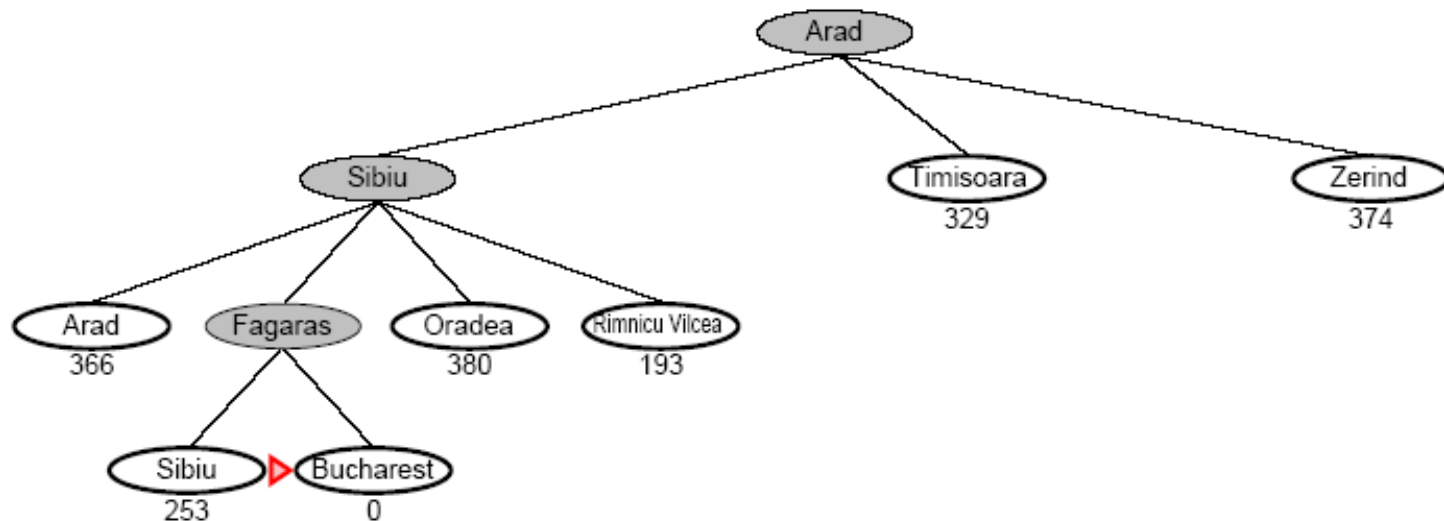 Arad
Sibiu
Timisoara
Zerind
329
374
Arad
Fagaras
Oradea
Rimnicu Vilcea
366
380
193
Sibiu
Bucharest
253
0